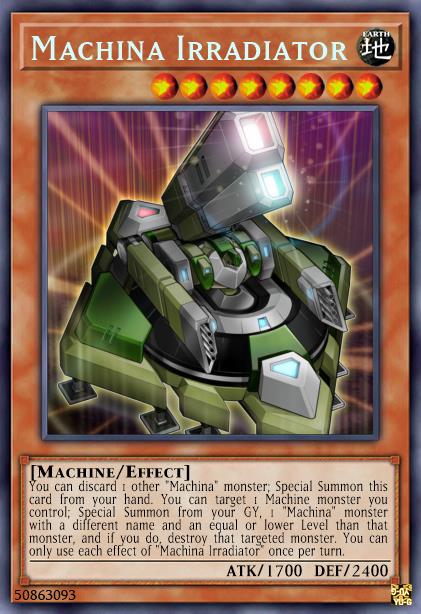 Machina Irradiator
EARTH
地
[Machine/Effect]
You can discard 1 other "Machina" monster; Special Summon this
card from your hand. You can target 1 Machine monster you
control; Special Summon from your GY, 1 "Machina" monster
with a different name and an equal or lower Level than that
monster, and if you do, destroy that targeted monster. You can
only use each effect of "Machina Irradiator" once per turn.
ATK/1700 DEF/2400
50863093